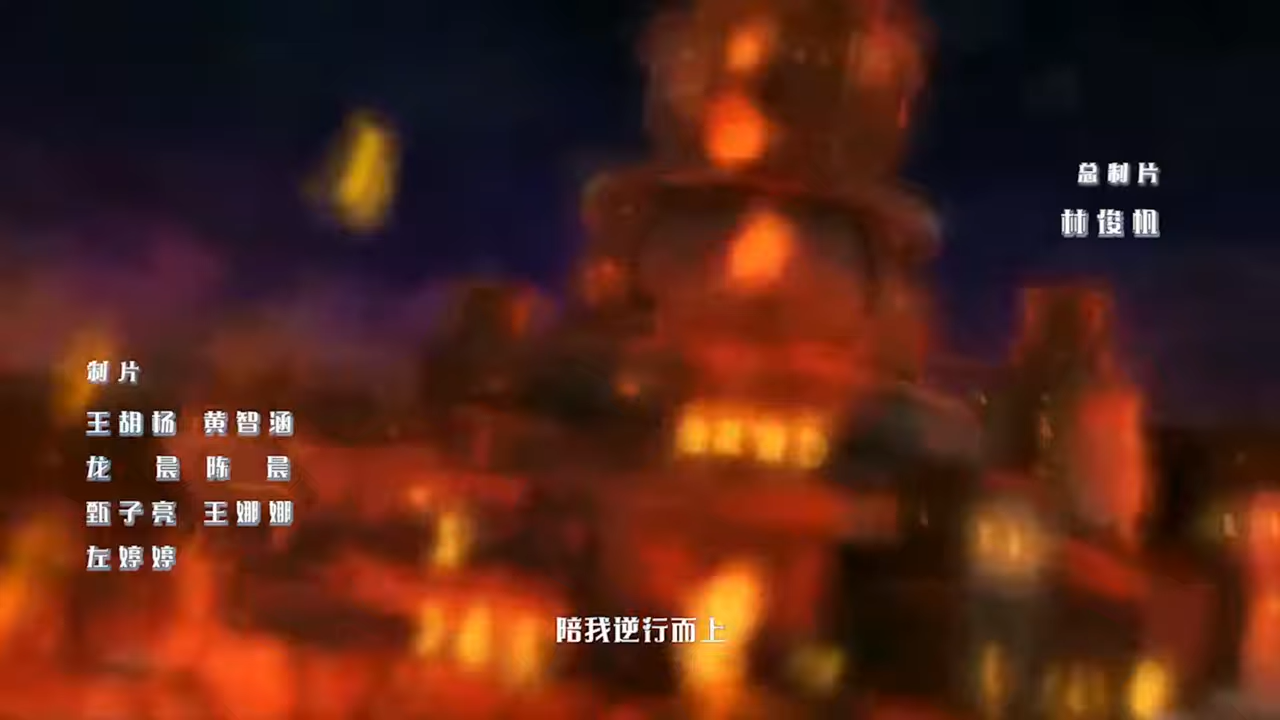 总制片
林俊帆
制片
王胡杨 黄智涵
龙晨 陈晨
甄子亮 王娜娜
左婷婷
陪我逆行而上